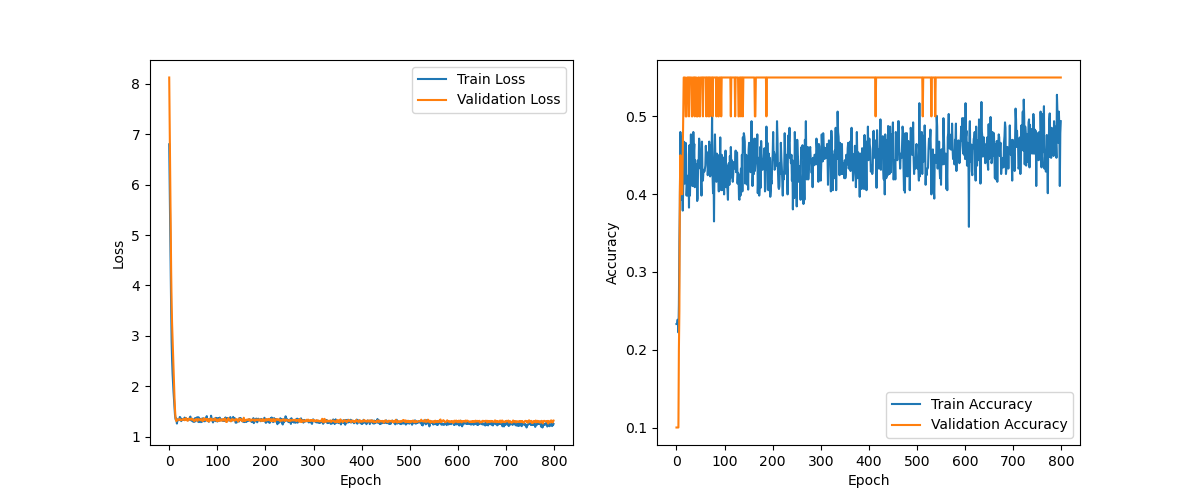 8
7
6
5
4
3
2
1
0 100 200 300 400 500 600 700 800
Epoch
Loss
Train Loss
Validation Loss
0.5
0.4
0.3
0.2
0.1
0 100 200 300 400 500 600 700 800
Epoch
Accuracy
Train Accuracy
Validation Accuracy